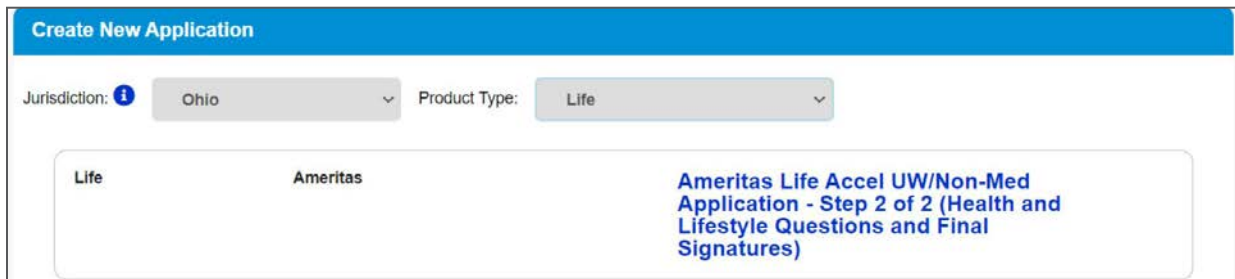 Create New Application
Jurisdiction: i Ohio Product Type: Life
Life Ameritas Ameritas Life Accel UW/Non-Med
Application - Step 2 of 2 (Health and
Lifestyle Questions and Final
Signatures)